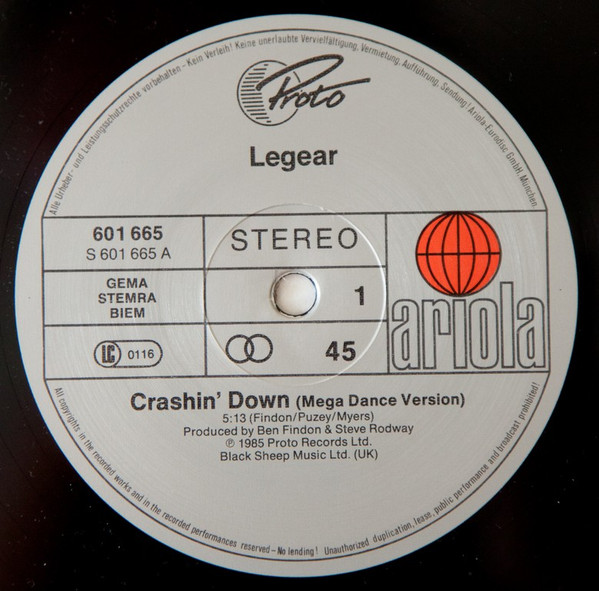 Alle Urheber- und Leistungsschutzrechte vorbehalten – Kein Verleih! Keine unerlaubte Vervielfältigung, Vermietung, Aufführung, Sendung! Ariola-Eurodisc GmbH, München.
Proto
Legear
601 665
S 601 665 A
STEREO
GEMA
STEMRA
BIEM
1
LC 0116
45
ariola
Crashin' Down (Mega Dance Version)
5:13 (Findon/Puzey/Myers)
Produced by Ben Findon & Steve Rodway
℗ 1985 Proto Records Ltd.
Black Sheep Music Ltd. (UK)
All copyrights in the recorded works and in the recorded performances reserved – No lending! Unauthorized duplication, lease, public performance and broadcast prohibited!